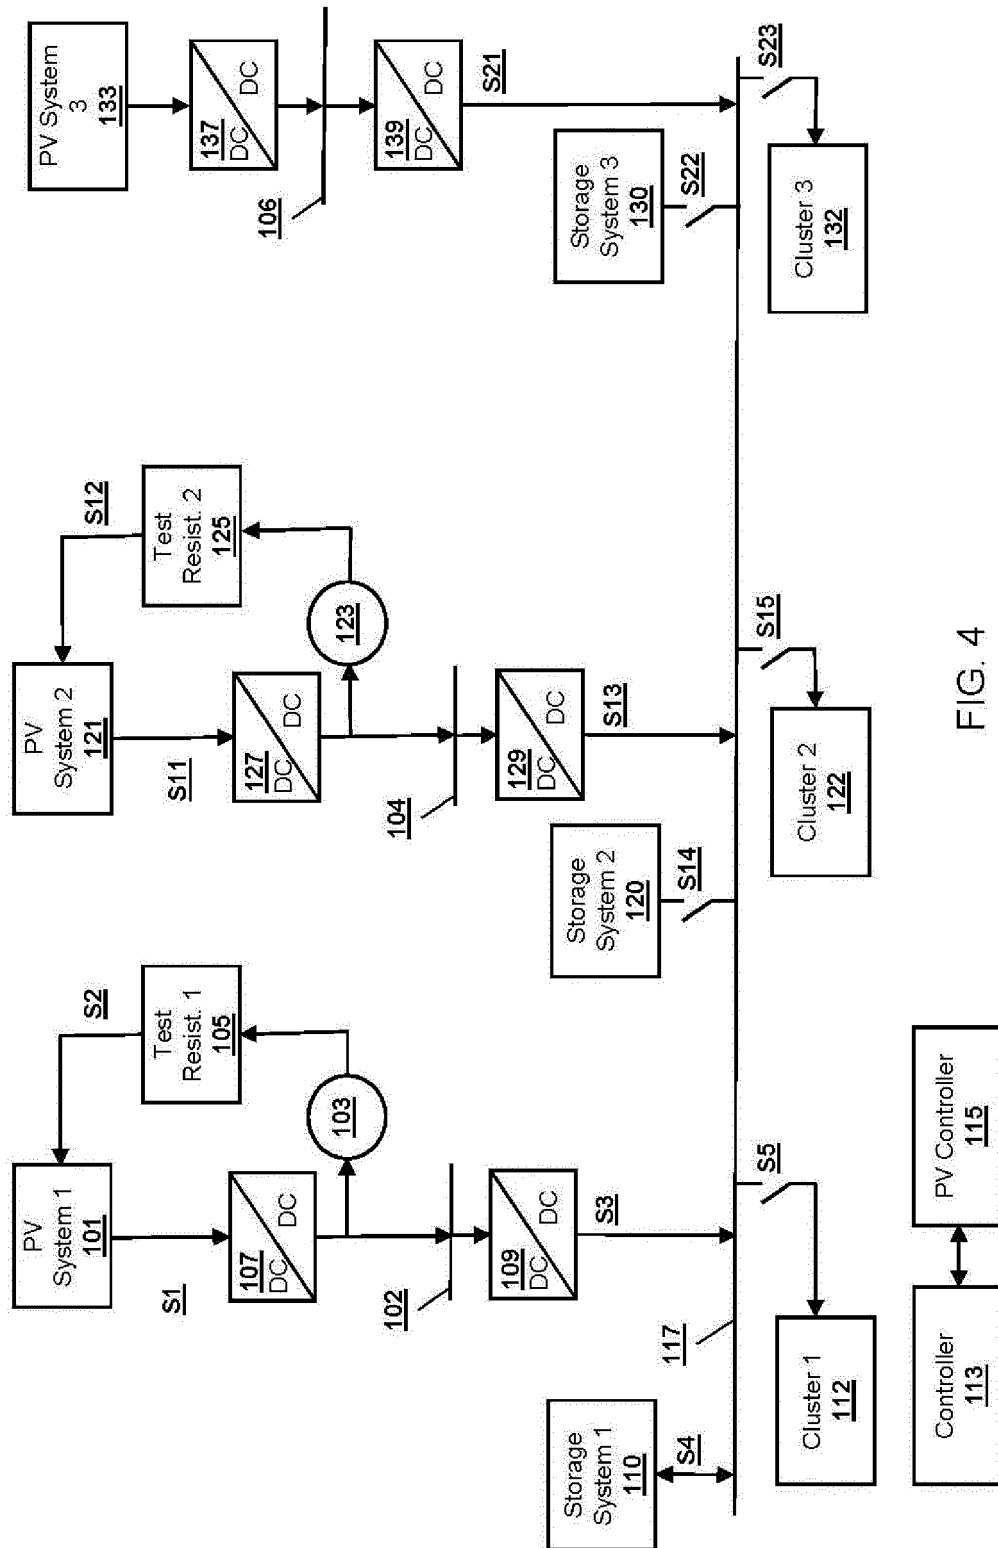 PV
System 1
101
S1
S2
Test
Resist. 1
105
107
DC
DC
103
102
109
DC
DC
S3
Storage
System 1
110
S4
117
S5
Cluster 1
112
Controller
113
PV Controller
115
PV
System 2
121
S11
S12
Test
Resist. 2
125
127
DC
DC
123
104
129
DC
DC
S13
Storage
System 2
120
S14
S15
Cluster 2
122
PV System
3
133
137
DC
DC
106
139
DC
DC
S21
Storage
System 3
130
S22
S23
Cluster 3
132
FIG. 4